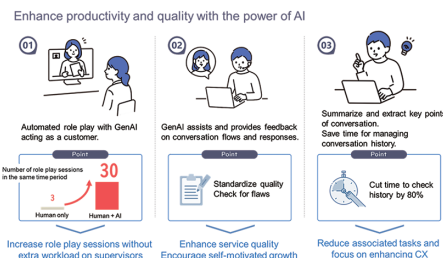 Enhance productivity and quality with the power of AI
01
Automated role play with GenAI
acting as a customer.
Point
Number of role play sessions
in the same time period
3
30
Human only
Human + AI
Increase role play sessions without
extra workload on supervisors
02
GenAI assists and provides feedback
on conversation flows and responses.
Point
Standardize quality
Check for flaws
Enhance service quality
Encourage self-motivated growth
03
Summarize and extract key points
of conversation.
Save time for managing
conversation history.
Point
Cut time to check
history by 80%
Reduce associated tasks and
focus on enhancing CX